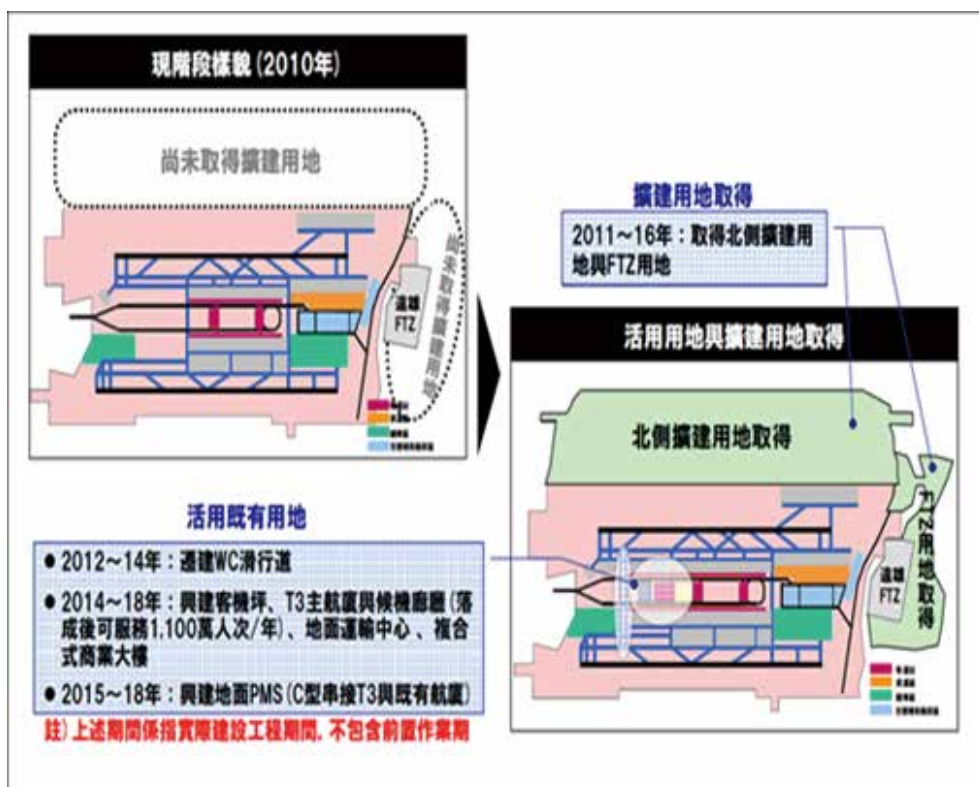 現階段樣貌(2010年)
尚未取得擴建用地
尚未取得擴建用地
遠雄
FTZ
擴建用地取得
2011～16年：取得北側擴建用
地與FTZ用地
活用用地與擴建用地取得
北側擴建用地取得
FTZ用地取得
遠雄
FTZ
活用既有用地
● 2012～14年：遷建WC滑行道
● 2014～18年：興建客機坪、T3主航廈與候機廊廳(落
成後可服務1,100萬人次/年)、地面運輸中心、複合
式商業大樓
● 2015～18年：興建地面PMS(C型串接T3與既有航廈)
註)上述期間係指實際建設工程期間，不包含前置作業期